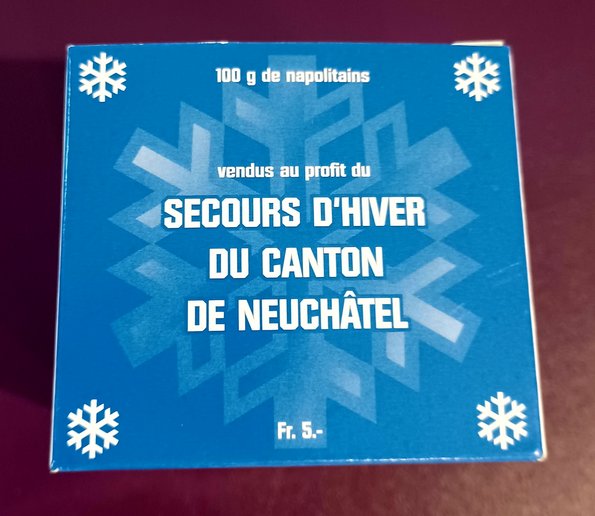 100 g de napolitains
vendus au profit du
SECOURS D'HIVER
DU CANTON
DE NEUCHÂTEL
Fr. 5.-